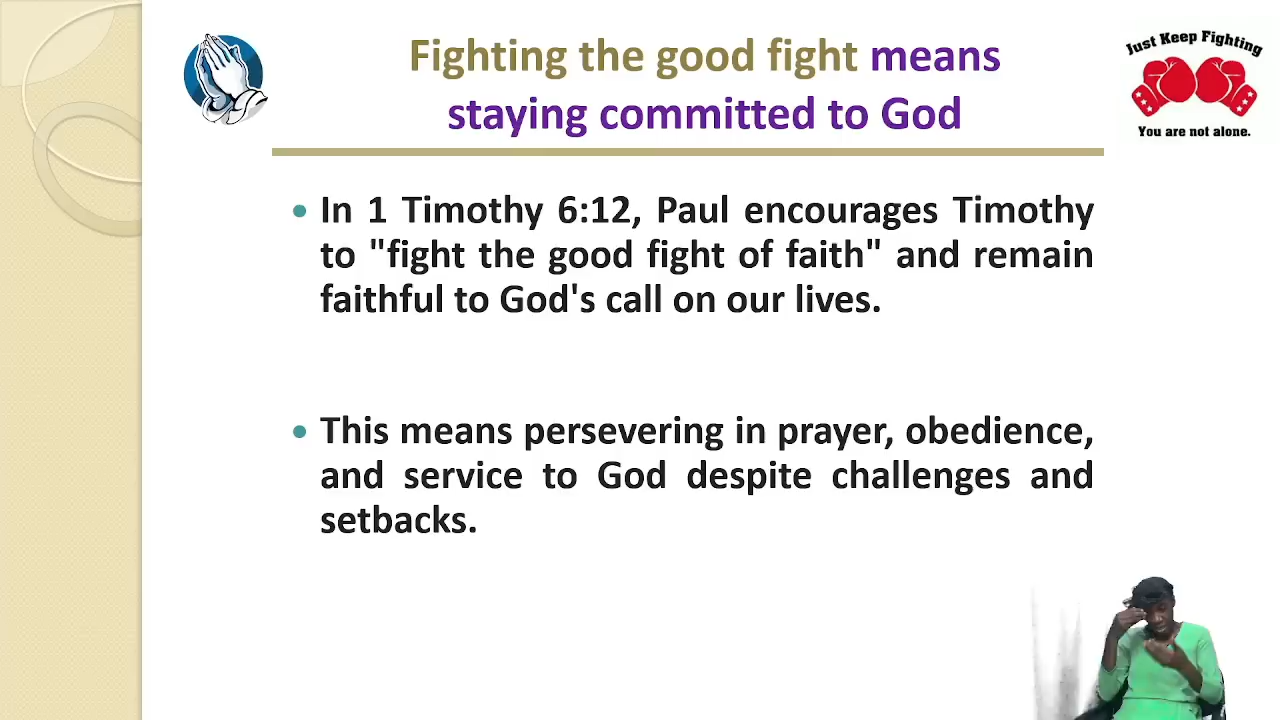 Fighting the good fight means
staying committed to God
Just Keep Fighting
You are not alone.
• In 1 Timothy 6:12, Paul encourages Timothy
to "fight the good fight of faith" and remain
faithful to God's call on our lives.
• This means persevering in prayer, obedience,
and service to God despite challenges and
setbacks.